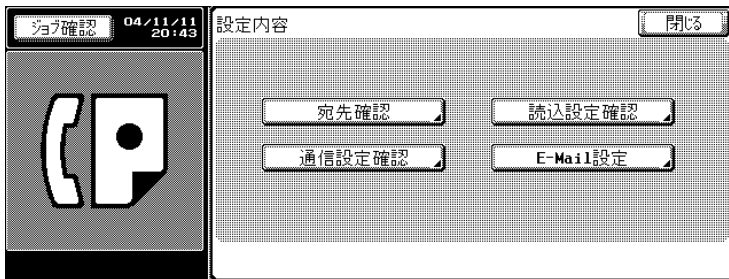 ジョブ確認
04/11/11
20:43
設定内容
閉じる
宛先確認
読込設定確認
通信設定確認
E-Mail設定